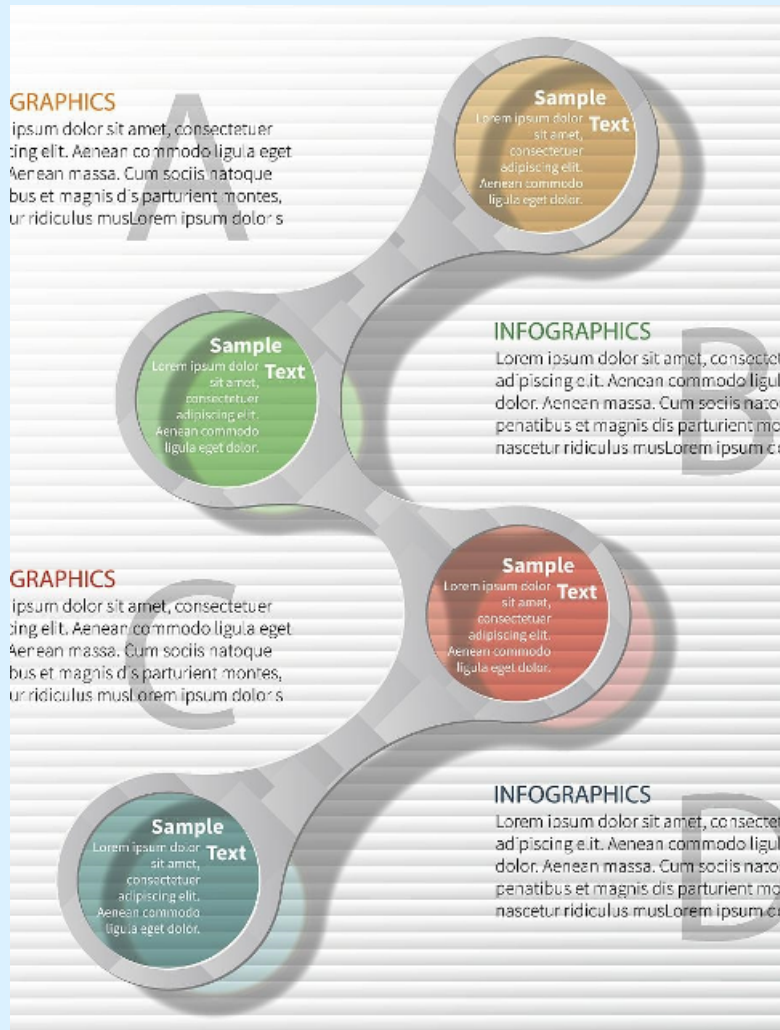 GRAPHICS
A
ipsum dolor sit amet, consectetuer
cing elit. Aenean commodo ligula eget
Aenean massa. Cum sociis natoque
bus et magnis dis parturient montes,
ur ridiculus musLorem ipsum dolor s
Sample
Text
Lorem ipsum dolor
sit amet,
consectetuer
adipiscing elit.
Aenean commodo
ligula eget dolor.
Sample
Text
Lorem ipsum dolor
sit amet,
consectetuer
adipiscing elit.
Aenean commodo
ligula eget dolor.
INFOGRAPHICS
B
Lorem ipsum dolor sit amet, consectet
adipiscing elit. Aenean commodo ligul
dolor. Aenean massa. Cum sociis nato
penatibus et magnis dis parturient mo
nascetur ridiculus musLorem ipsum d
GRAPHICS
C
ipsum dolor sit amet, consectetuer
cing elit. Aenean commodo ligula eget
Aenean massa. Cum sociis natoque
bus et magnis dis parturient montes,
ur ridiculus musLorem ipsum dolor s
Sample
Text
Lorem ipsum dolor
sit amet,
consectetuer
adipiscing elit.
Aenean commodo
ligula eget dolor.
Sample
Text
Lorem ipsum dolor
sit amet,
consectetuer
adipiscing elit.
Aenean commodo
ligula eget dolor.
INFOGRAPHICS
D
Lorem ipsum dolor sit amet, consectet
adipiscing elit. Aenean commodo ligul
dolor. Aenean massa. Cum sociis nato
penatibus et magnis dis parturient mo
nascetur ridiculus musLorem ipsum d